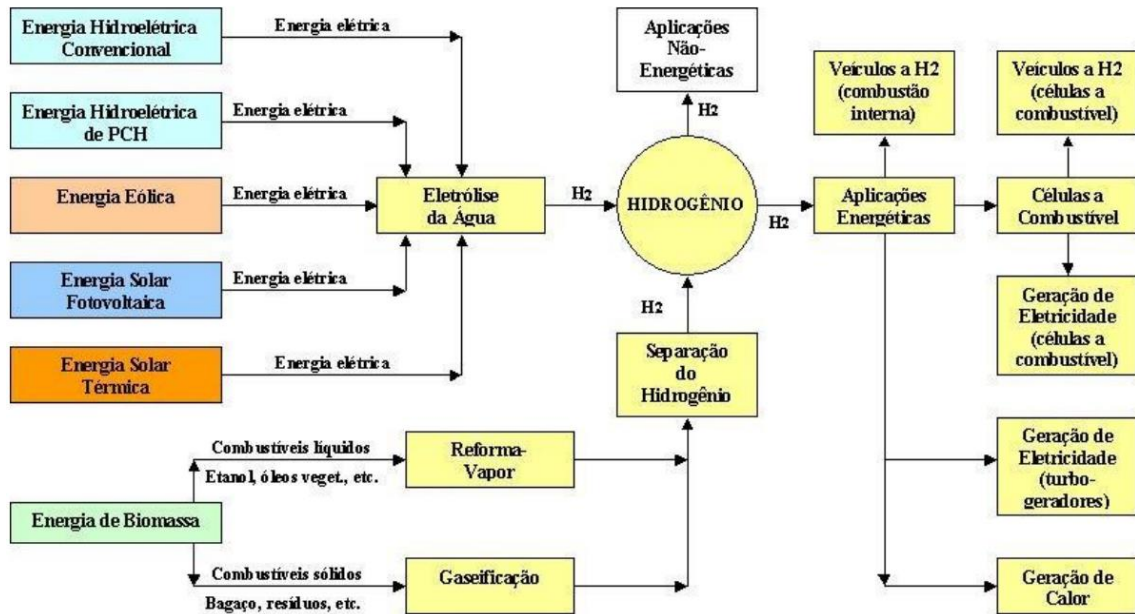 Energia Hidroelétrica
Convencional
Energia elétrica
Energia Hidroelétrica
de PCH
Energia elétrica
Energia Eólica
Energia elétrica
Energia Solar
Fotovoltaica
Energia elétrica
Energia Solar
Térmica
Energia elétrica
Eletrólise
da Água
H2
Aplicações
Não-
Energéticas
H2
HIDROGÊNIO
H2
H2
Separação
do
Hidrogênio
Energia de Biomassa
Combustíveis líquidos
Etanol, óleos veget., etc.
Reforma-
Vapor
Combustíveis sólidos
Bagaço, resíduos, etc.
Gaseificação
Veículos a H2
(combustão
interna)
Veículos a H2
(células a
combustível)
Aplicações
Energéticas
Células a
Combustível
Geração de
Eletricidade
(células a
combustível)
Geração de
Eletricidade
(turbo-
geradores)
Geração de
Calor